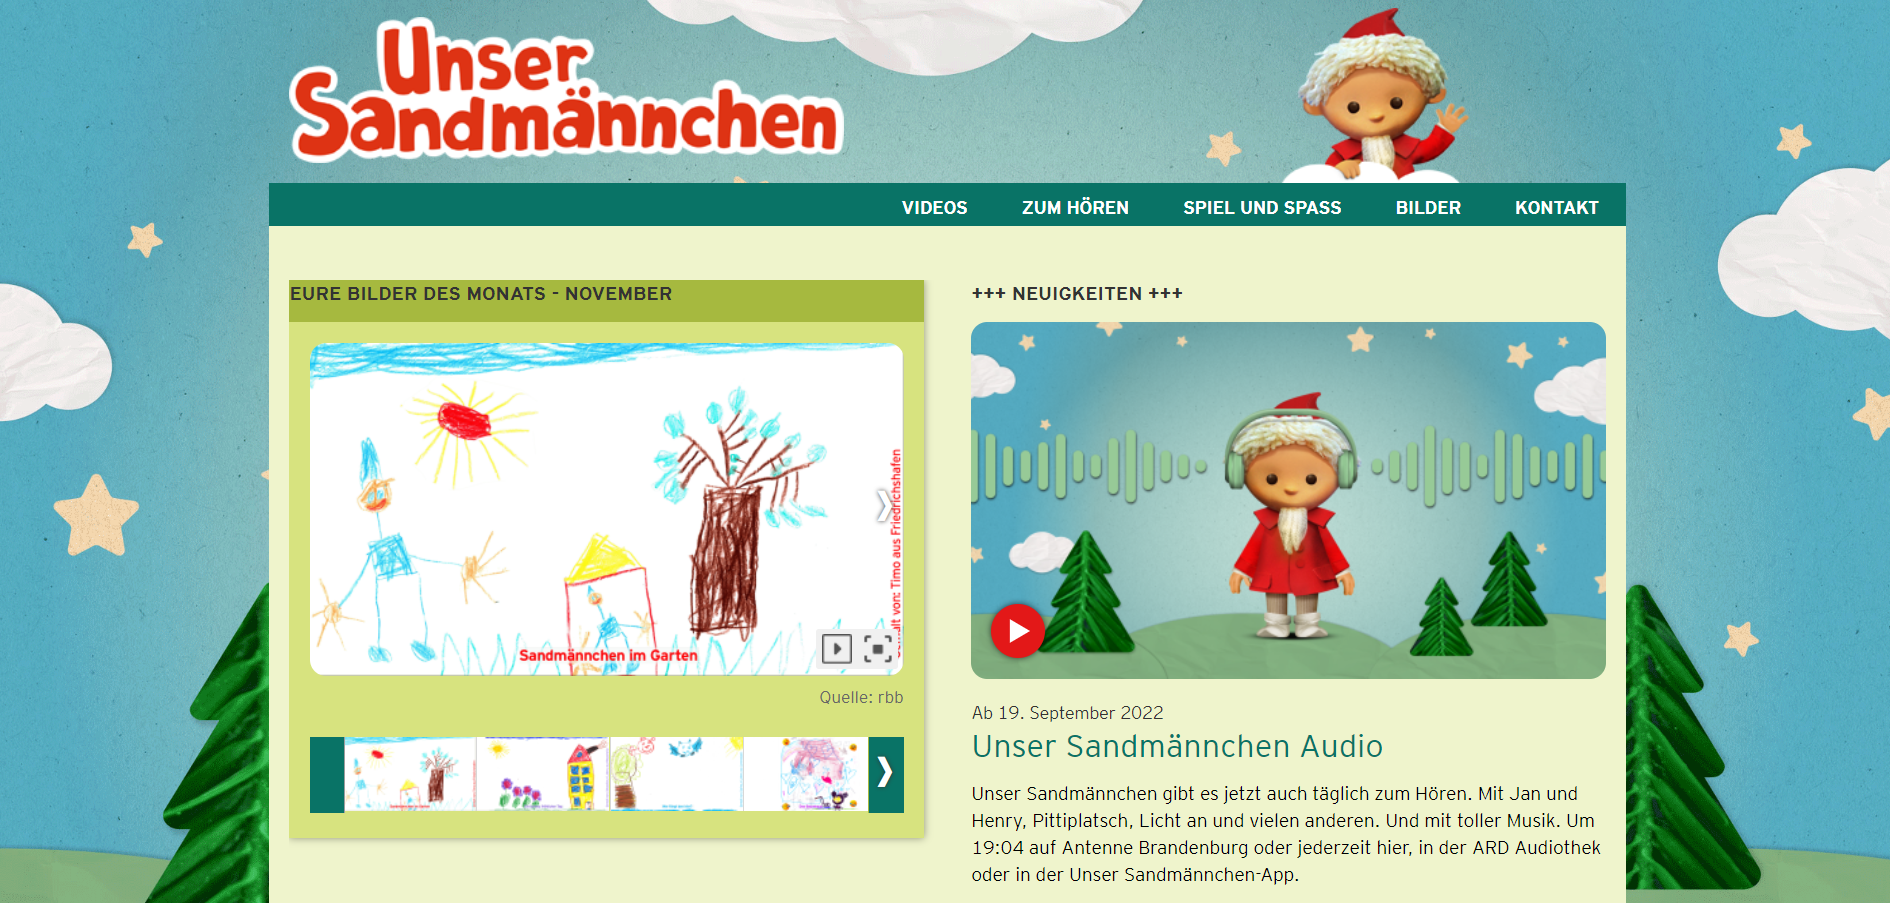 Unser
Sandmännchen
VIDEOS
ZUM HÖREN
SPIEL UND SPASS
BILDER
KONTAKT
EURE BILDER DES MONATS - NOVEMBER
von: Timo aus Friedrichshafen
Sandmännchen im Garten
Quelle: rbb
+++ NEUIGKEITEN +++
Ab 19. September 2022
Unser Sandmännchen Audio
Unser Sandmännchen gibt es jetzt auch täglich zum Hören. Mit Jan und
Henry, Pittiplatsch, Licht an und vielen anderen. Und mit toller Musik. Um
19:04 auf Antenne Brandenburg oder jederzeit hier, in der ARD Audiothek
oder in der Unser Sandmännchen-App.